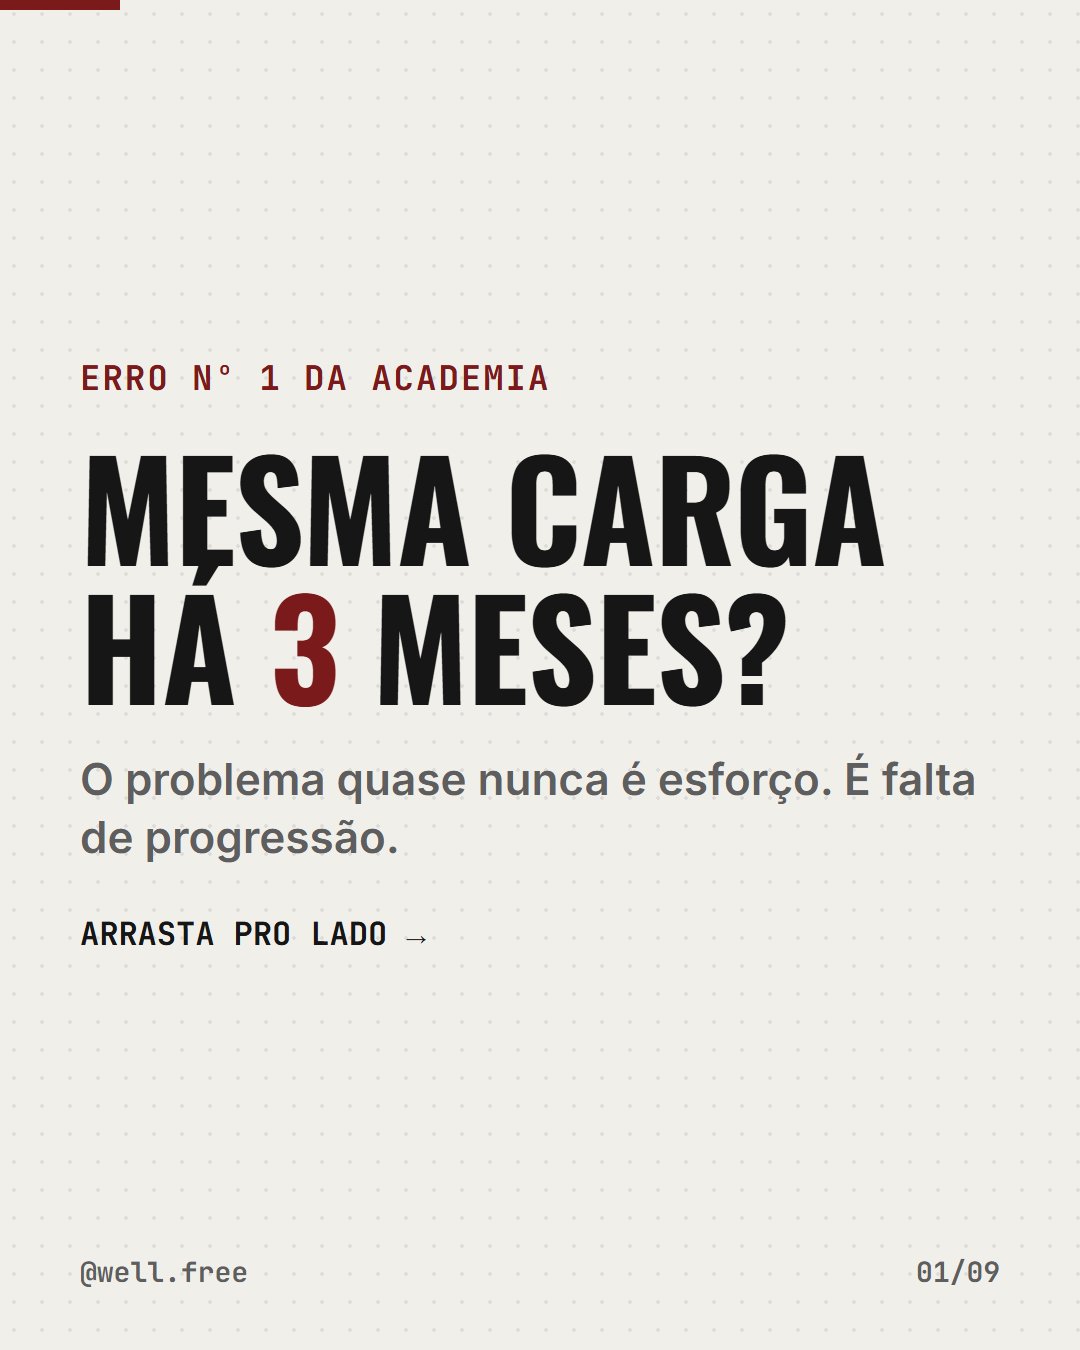 ERRO Nº 1 DA ACADEMIA
MESMA CARGA
HÁ 3 MESES?
O problema quase nunca é esforço. É falta
de progressão.
ARRASTA PRO LADO →
@well.free
01/09